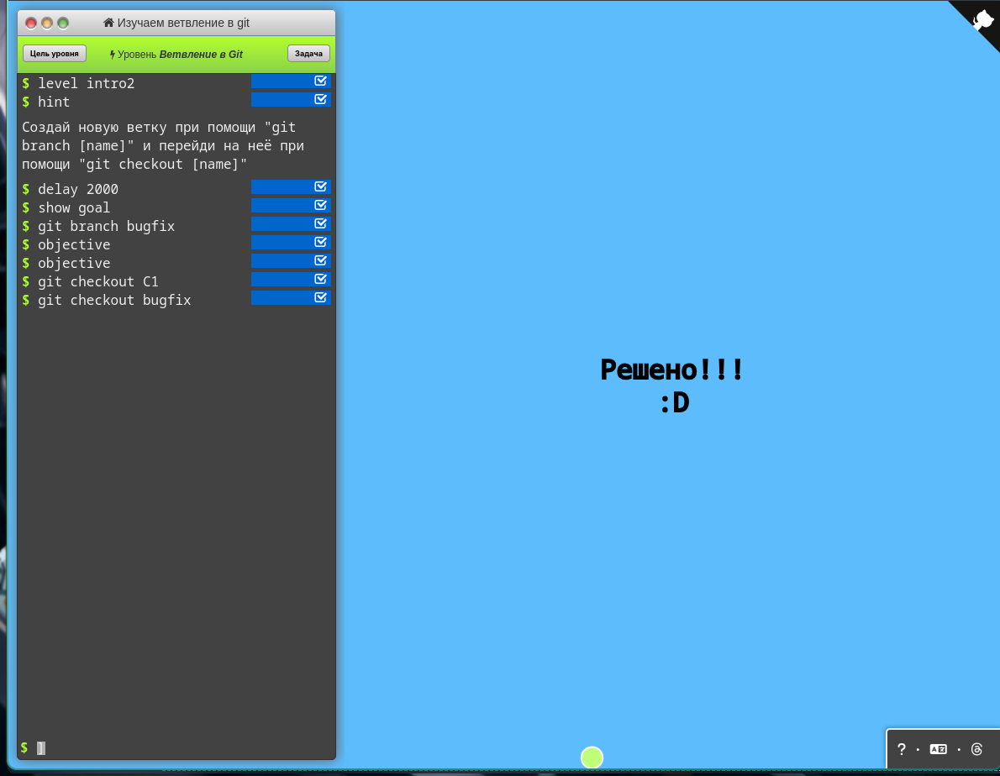 Изучаем ветвление в git
Цель уровня
Уровень Ветвление в Git
Задача
$ level intro2
$ hint
Создай новую ветку при помощи "git
branch [name]" и перейди на неё при
помощи "git checkout [name]"
$ delay 2000
$ show goal
$ git branch bugfix
$ objective
$ objective
$ git checkout C1
$ git checkout bugfix
Решено!!!
:D
$
? · ·